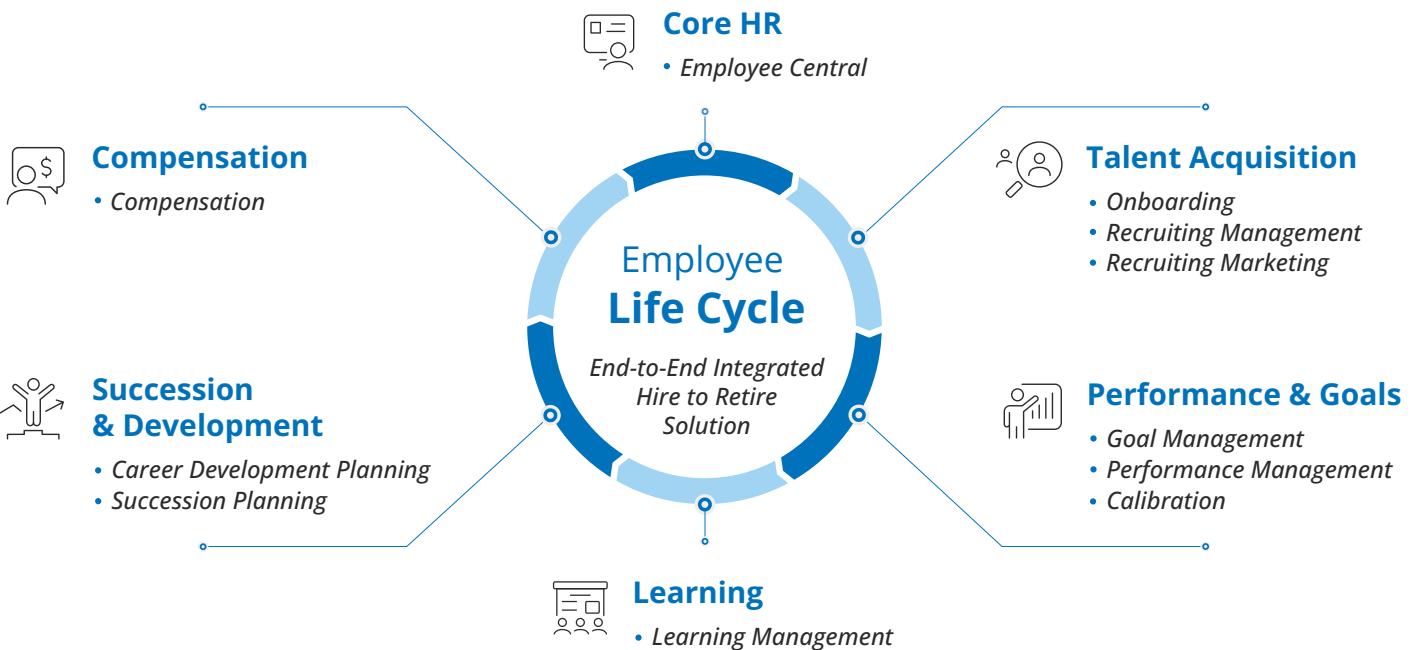 Core HR
• Employee Central
Compensation
• Compensation
$
Talent Acquisition
• Onboarding
• Recruiting Management
• Recruiting Marketing
Employee
Life Cycle
End-to-End Integrated
Hire to Retire
Solution
Succession
& Development
• Career Development Planning
• Succession Planning
Performance & Goals
• Goal Management
• Performance Management
• Calibration
Learning
• Learning Management